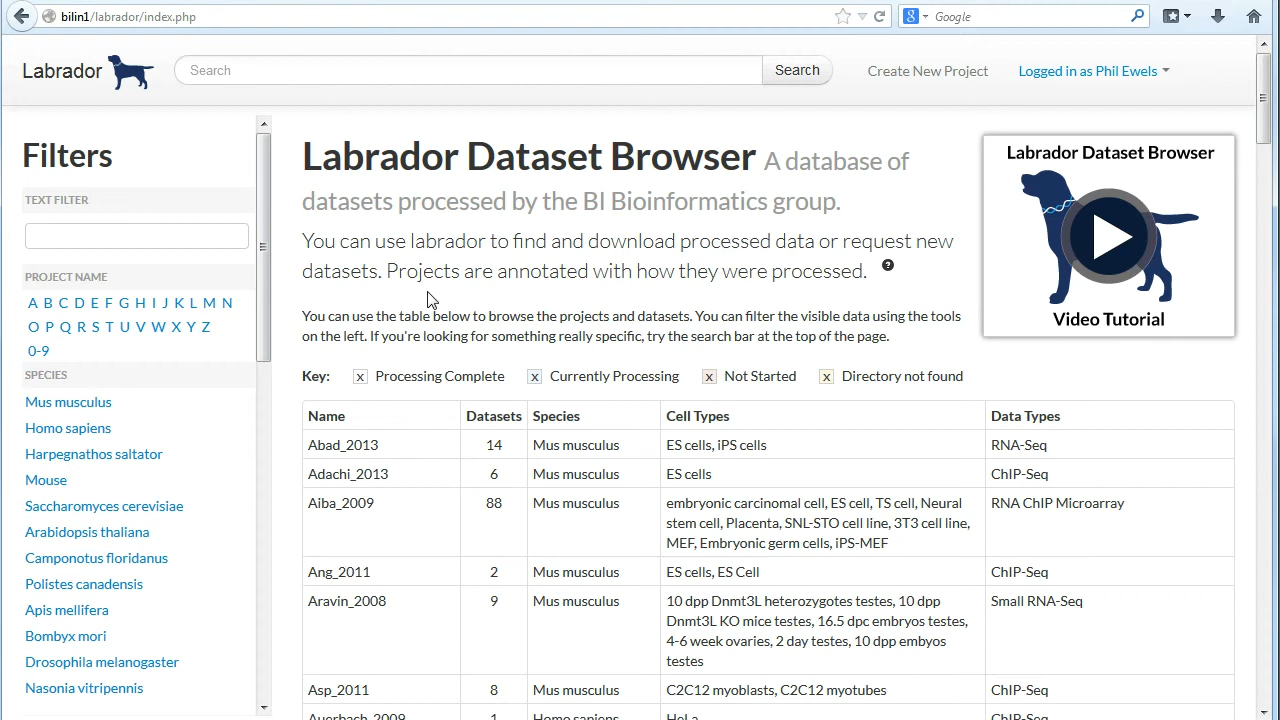 bilin1/labrador/index.php
Google
Labrador
Search
Search
Create New Project
Logged in as Phil Ewels
Filters
TEXT FILTER
PROJECT NAME
A B C D E F G H I J K L M N
O P Q R S T U V W X Y Z
0-9
SPECIES
Mus musculus
Homo sapiens
Harpegnathos saltator
Mouse
Saccharomyces cerevisiae
Arabidopsis thaliana
Camponotus floridanus
Polistes canadensis
Apis mellifera
Bombyx mori
Drosophila melanogaster
Nasonia vitripennis
Labrador Dataset Browser A database of
datasets processed by the BI Bioinformatics group.
You can use labrador to find and download processed data or request new
datasets. Projects are annotated with how they were processed. ?
You can use the table below to browse the projects and datasets. You can filter the visible data using the tools
on the left. If you're looking for something really specific, try the search bar at the top of the page.
Labrador Dataset Browser
Video Tutorial
Key: x Processing Complete x Currently Processing x Not Started x Directory not found
Name Datasets Species Cell Types Data Types
Abad_2013 14 Mus musculus ES cells, iPS cells RNA-Seq
Adachi_2013 6 Mus musculus ES cells ChIP-Seq
Aiba_2009 88 Mus musculus embryonic carcinomal cell, ES cell, TS cell, Neural RNA ChIP Microarray
stem cell, Placenta, SNL-STO cell line, 3T3 cell line,
MEF, Embryonic germ cells, iPS-MEF
Ang_2011 2 Mus musculus ES cells, ES Cell ChIP-Seq
Aravin_2008 9 Mus musculus 10 dpp Dnmt3L heterozygotes testes, 10 dpp Small RNA-Seq
Dnmt3L KO mice testes, 16.5 dpc embryos testes,
4-6 week ovaries, 2 day testes, 10 dpp embyos
testes
Asp_2011 8 Mus musculus C2C12 myoblasts, C2C12 myotubes ChIP-Seq
Auerbach_2009 1 Homo sapiens HeLa